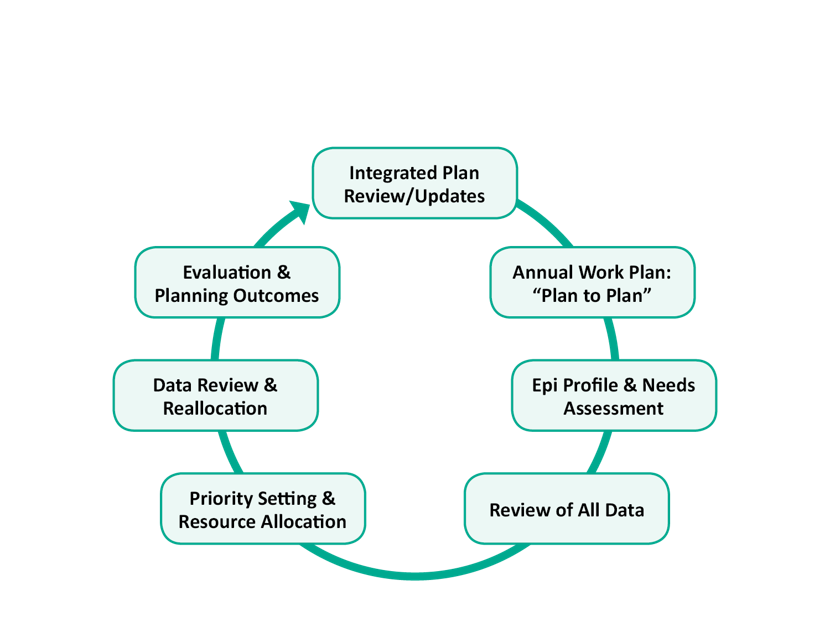 Integrated Plan
Review/Updates
Annual Work Plan:
“Plan to Plan”
Epi Profile & Needs
Assessment
Review of All Data
Priority Setting &
Resource Allocation
Data Review &
Reallocation
Evaluation &
Planning Outcomes